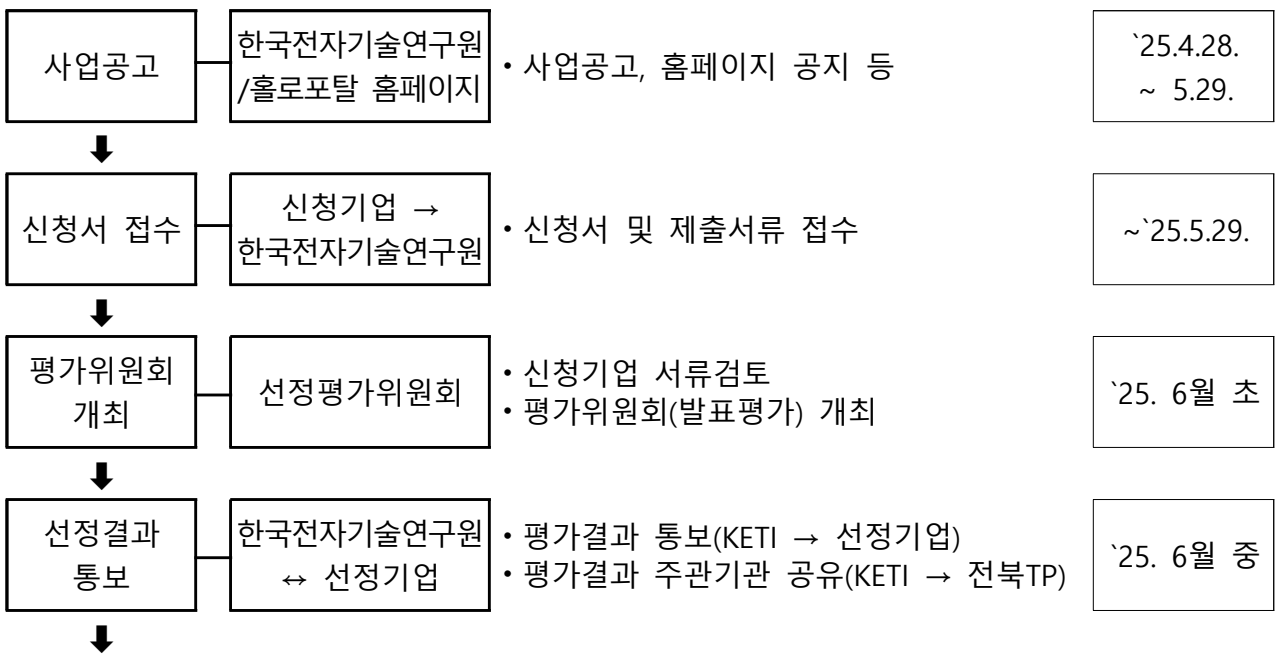 사업공고
한국전자기술연구원
/홀로포탈 홈페이지
• 사업공고, 홈페이지 공지 등
`25.4.28.
~ 5.29.
신청서 접수
신청기업 →
한국전자기술연구원
• 신청서 및 제출서류 접수
~`25.5.29.
평가위원회
개최
선정평가위원회
• 신청기업 서류검토
• 평가위원회(발표평가) 개최
`25. 6월 초
선정결과
통보
한국전자기술연구원
↔ 선정기업
• 평가결과 통보(KETI → 선정기업)
• 평가결과 주관기관 공유(KETI → 전북TP)
`25. 6월 중